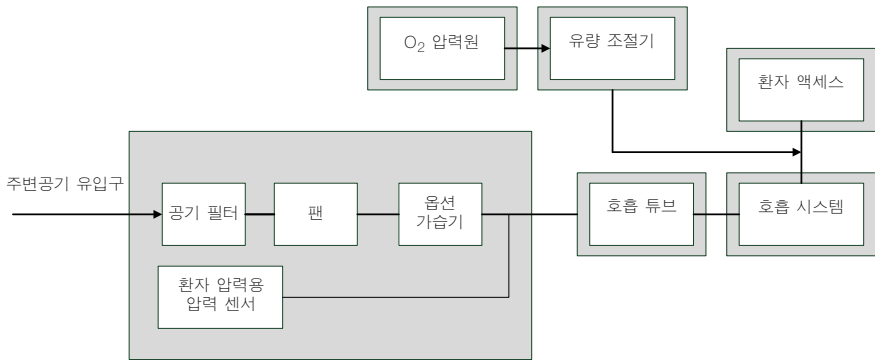 O₂ 압력원
유량 조절기
환자 액세스
주변공기 유입구
공기 필터
팬
옵션
가습기
호흡 튜브
호흡 시스템
환자 압력용
압력 센서